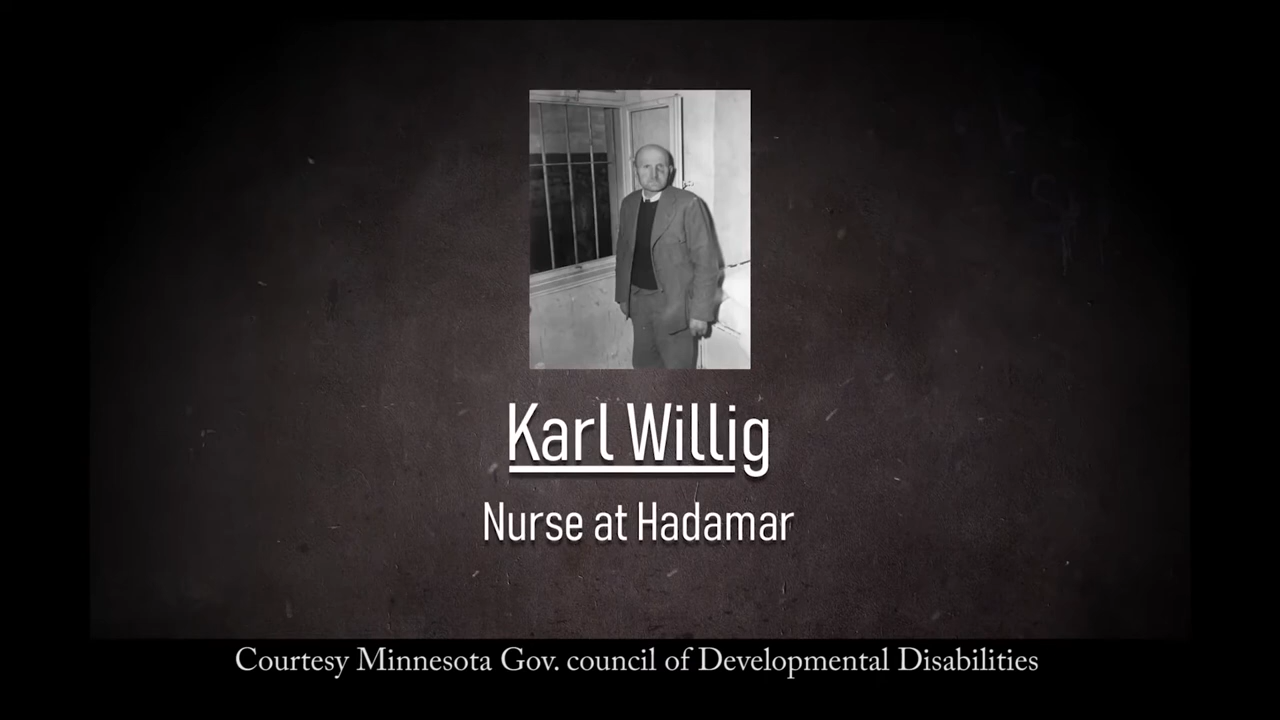 Karl Willig
Nurse at Hadamar
Courtesy Minnesota Gov. council of Developmental Disabilities